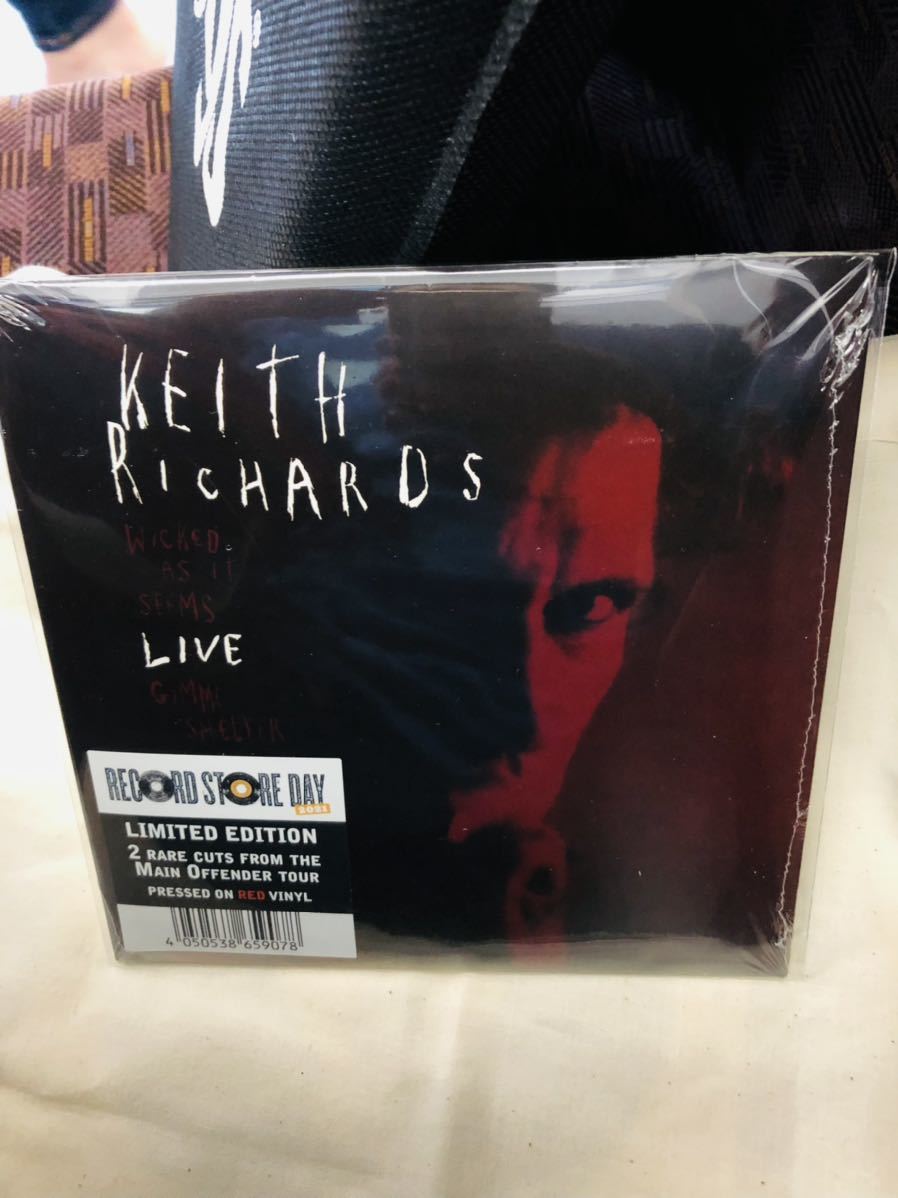 KEITH
RICHARDS
WICKED
AS IT
SEEMS
LIVE
GIMME
SHELTER
RECORD STORE DAY
2021
LIMITED EDITION
2 RARE CUTS FROM THE
MAIN OFFENDER TOUR
PRESSED ON RED VINYL
4 050538 659078